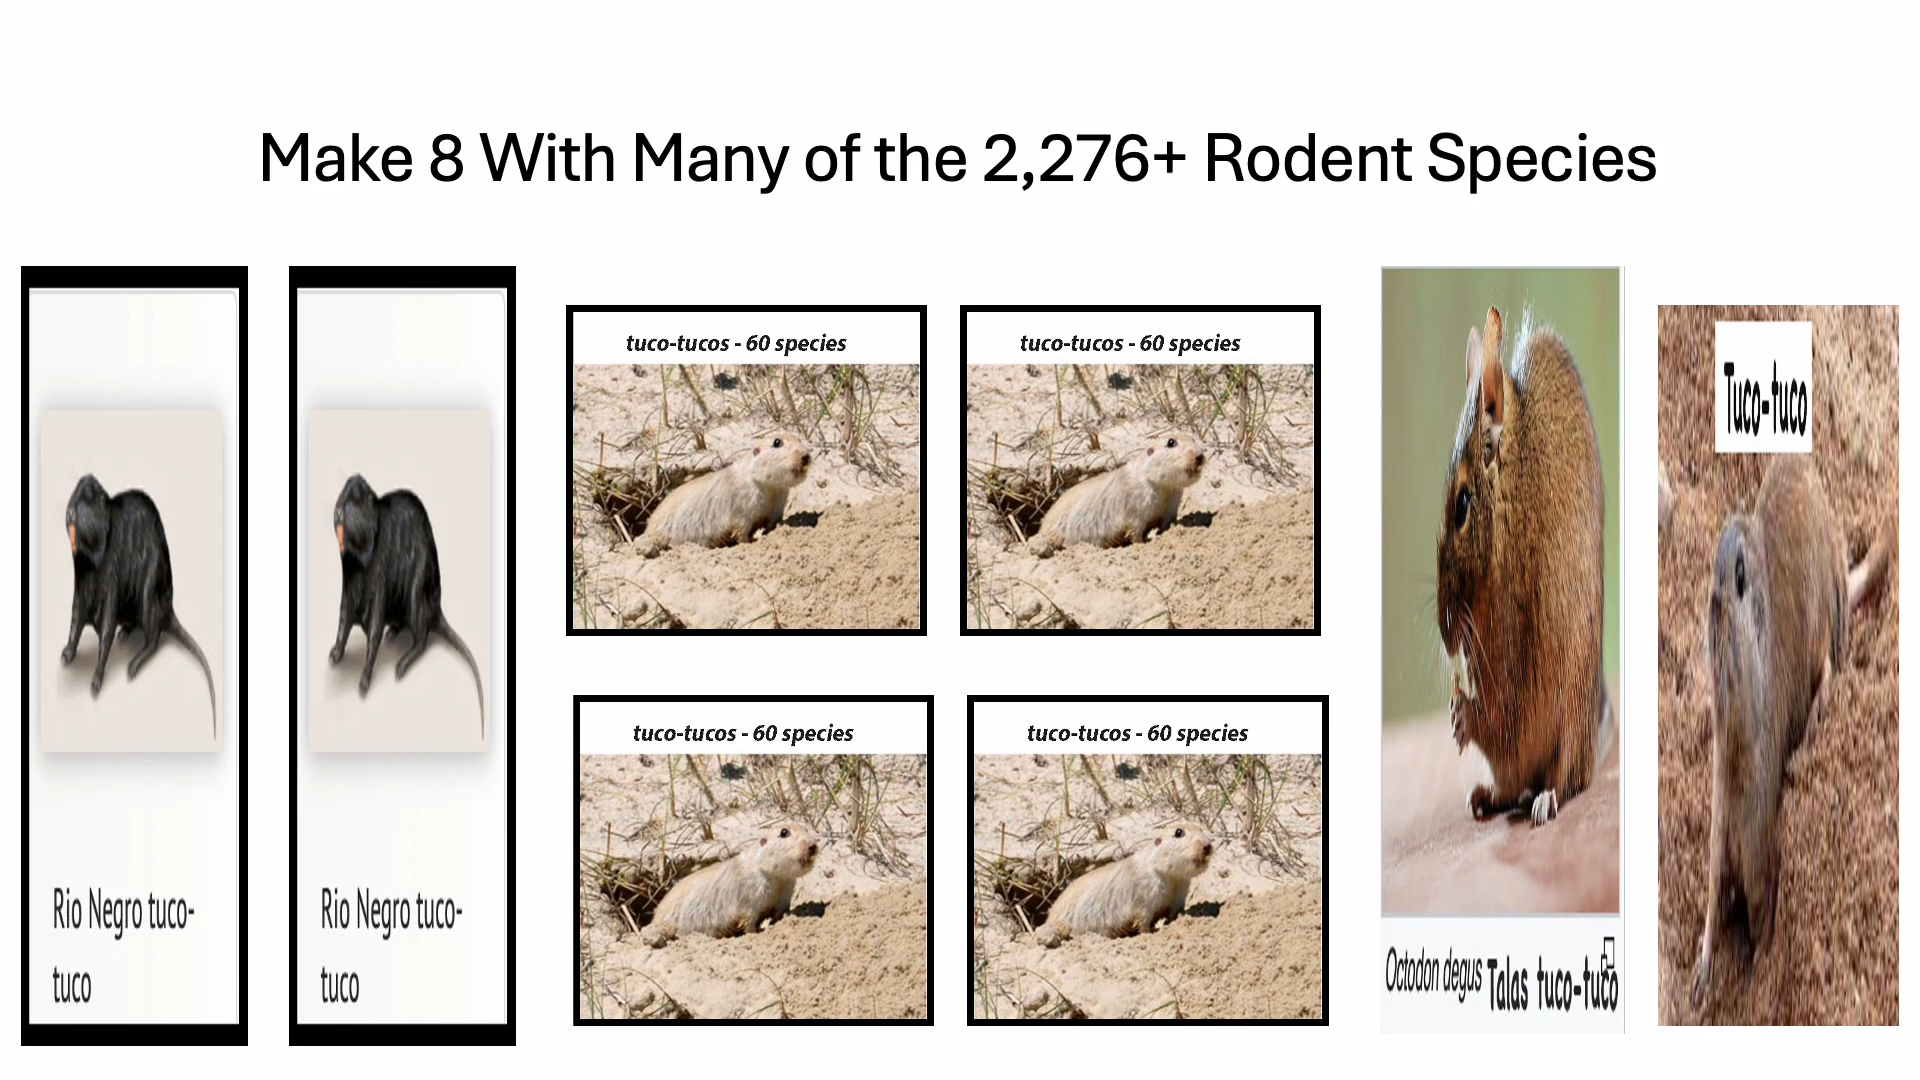 Make 8 With Many of the 2,276+ Rodent Species
Rio Negro tuco-
tuco
Rio Negro tuco-
tuco
tuco-tucos - 60 species
tuco-tucos - 60 species
tuco-tucos - 60 species
tuco-tucos - 60 species
Octodon degus Talas tuco-tuco
Tuco-tuco